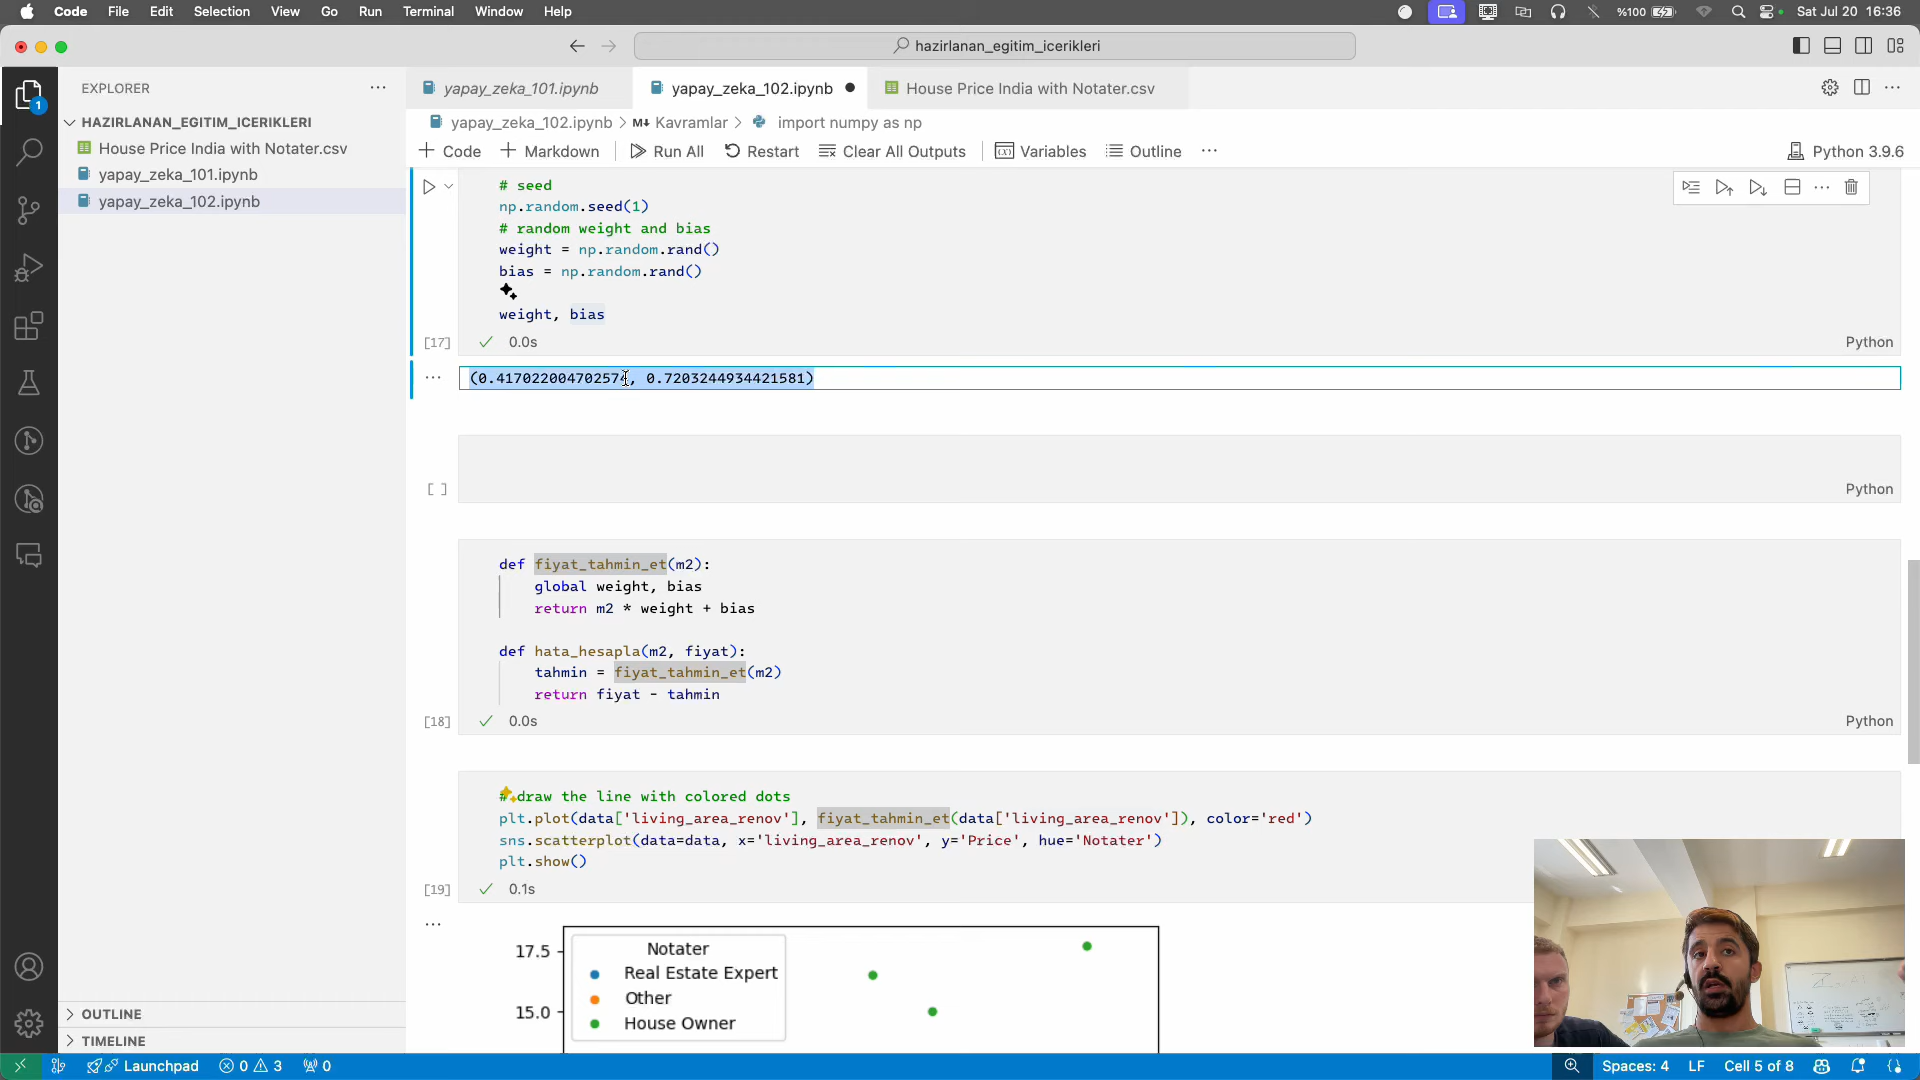 Code File Edit Selection View Go Run Terminal Window Help %100 Sat Jul 20 16:36
hazirlanan_egitim_icerikleri
EXPLORER
yapay_zeka_101.ipynb
yapay_zeka_102.ipynb
House Price India with Notater.csv
HAZIRLANAN_EGITIM_ICERIKLERI
House Price India with Notater.csv
yapay_zeka_101.ipynb
yapay_zeka_102.ipynb
1
yapay_zeka_102.ipynb > M↓ Kavramlar > import numpy as np
+ Code + Markdown Run All Restart Clear All Outputs Variables Outline ... Python 3.9.6
# seed
np.random.seed(1)
# random weight and bias
weight = np.random.rand()
bias = np.random.rand()
weight, bias
[17] 0.0s Python
(0.417022004702574, 0.7203244934421581)
[ ] Python
def fiyat_tahmin_et(m2):
global weight, bias
return m2 * weight + bias
def hata_hesapla(m2, fiyat):
tahmin = fiyat_tahmin_et(m2)
return fiyat - tahmin
[18] 0.0s Python
#draw the line with colored dots
plt.plot(data['living_area_renov'], fiyat_tahmin_et(data['living_area_renov']), color='red')
sns.scatterplot(data=data, x='living_area_renov', y='Price', hue='Notater')
plt.show()
[19] 0.1s
17.5
15.0
Notater
Real Estate Expert
Other
House Owner
OUTLINE
TIMELINE
Launchpad 0 3 0 Spaces: 4 LF Cell 5 of 8